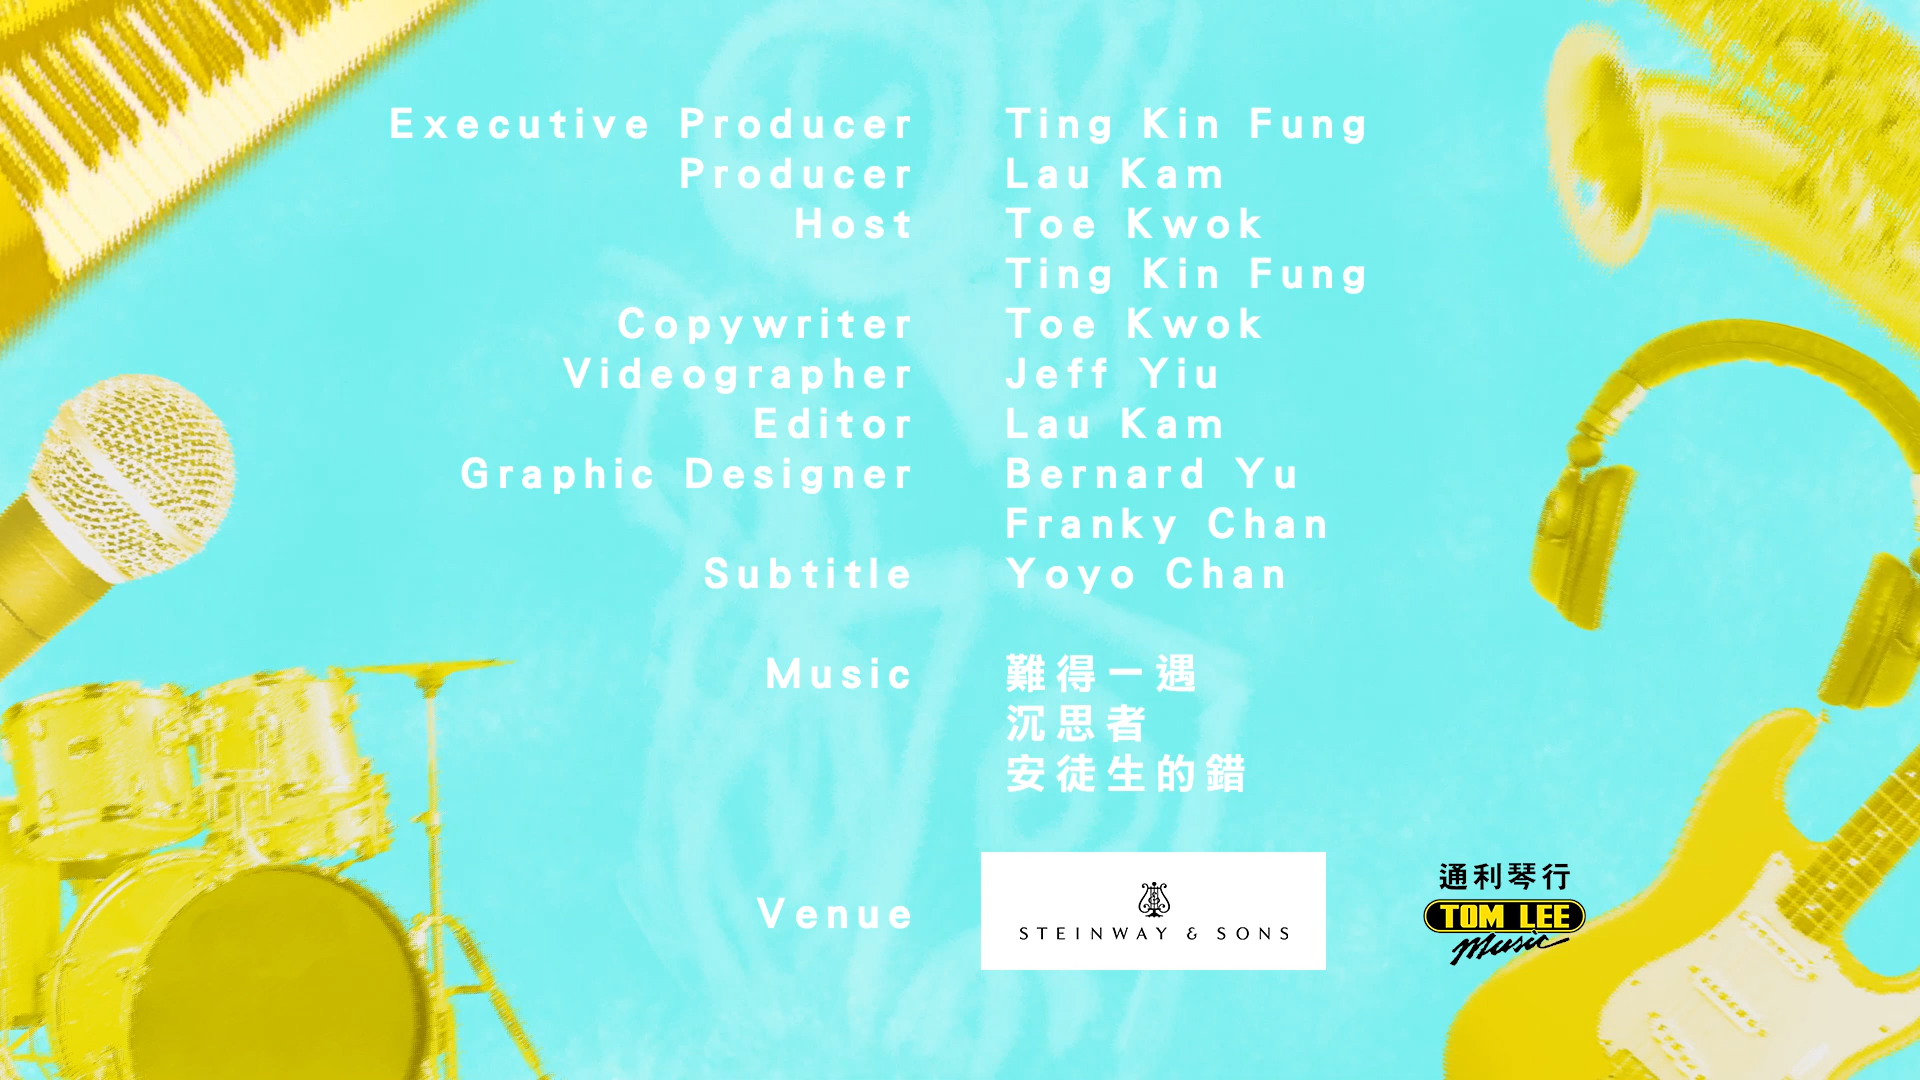 Executive Producer Ting Kin Fung
Producer Lau Kam
Host Toe Kwok
Ting Kin Fung
Copywriter Toe Kwok
Videographer Jeff Yiu
Editor Lau Kam
Graphic Designer Bernard Yu
Franky Chan
Subtitle Yoyo Chan
Music 難得一遇
沉思者
安徒生的錯
Venue
STEINWAY & SONS
通利琴行
TOM LEE
Music